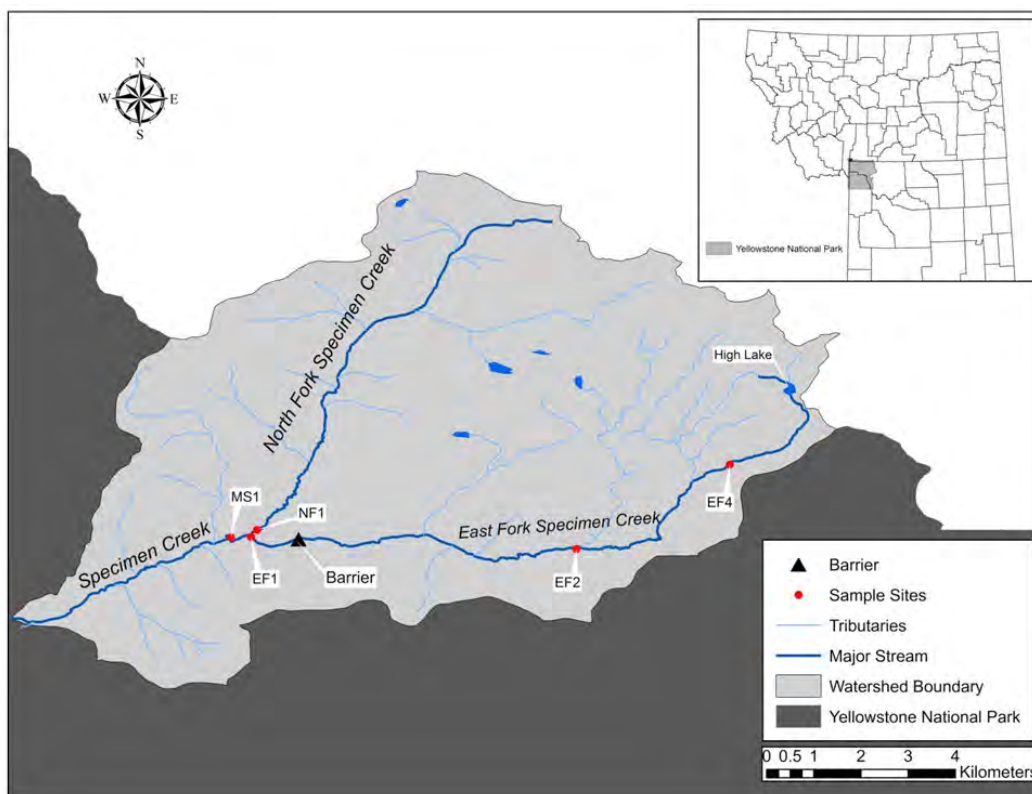 N
W
E
S
Yellowstone National Park
North Fork Specimen Creek
High Lake
MS1
NF1
EF4
Specimen Creek
East Fork Specimen Creek
EF1
Barrier
EF2
Barrier
Sample Sites
Tributaries
Major Stream
Watershed Boundary
Yellowstone National Park
0 0.5 1 2 3 4
Kilometers